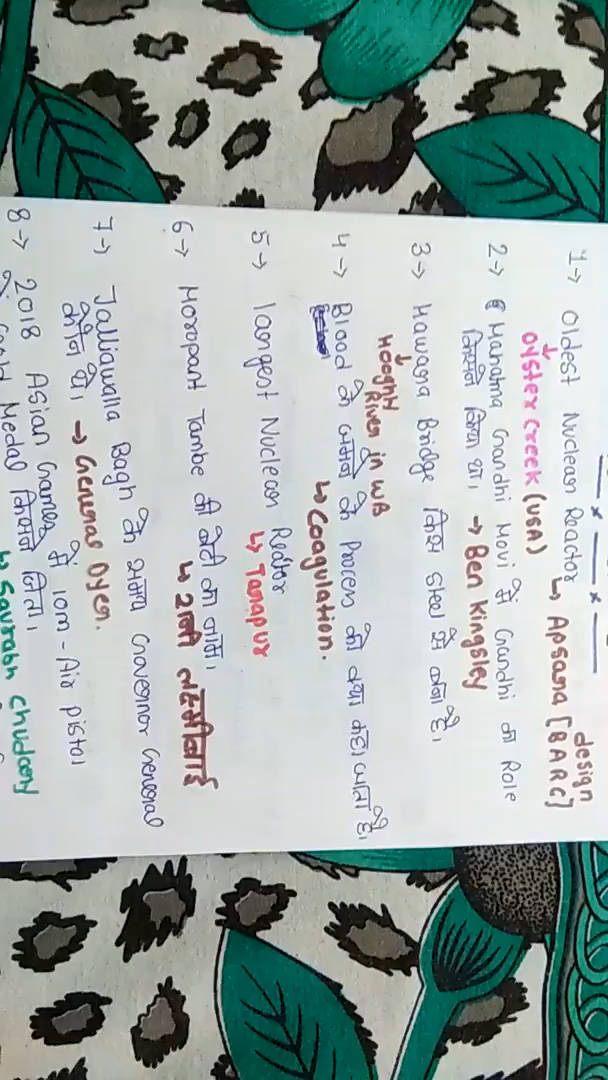 1→ Oldest Nuclear Reactor ↳ Apsara [BARC] design
↓
Oyster Creek (USA)
2→ Mahatma Gandhi Movi में Gandhi का Role
किसने किया था। → Ben Kingsley
3→ Hawara Bridge किस state में बना है।
↓
Hooghly River in WB
4→ Blood के जमने के Process को क्या कहा जाता है।
↳ Coagulation.
5→ largest Nuclear Rector
↳ Tarapur
6→ Moropant Tambe की बेटी का नाम।
↳ रानी लक्ष्मीबाई
7→ Jalliawalla Bagh के समय Governor General
कौन थे। → General Dyer.
8→ 2018 Asian Games में 10m-Air pistol
में Gold Medal किसने जिता।
↳ Saurabh chudary